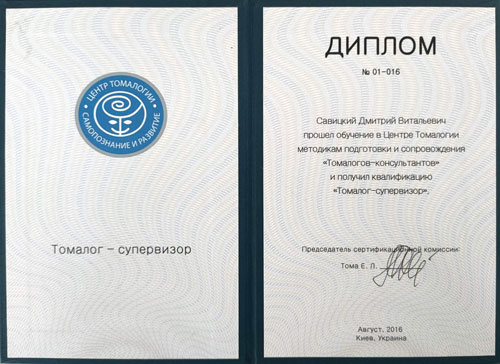 ЦЕНТР ТОМАЛОГИИ
САМОПОЗНАНИЕ И РАЗВИТИЕ
Томалог – супервизор
ДИПЛОМ
№ 01-016
Савицкий Дмитрий Витальевич
прошел обучение в Центре Томалогии
методикам подготовки и сопровождения
«Томалогов-консультантов»
и получил квалификацию
«Томалог-супервизор».
Председатель сертификационной комиссии:
Тома Е. Л.
Август, 2016
Киев, Украина